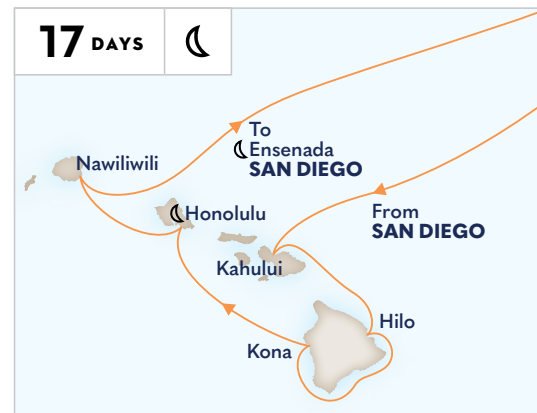 17 DAYS
To
Ensenada
SAN DIEGO
Nawiliwili
Honolulu
From
SAN DIEGO
Kahului
Hilo
Kona